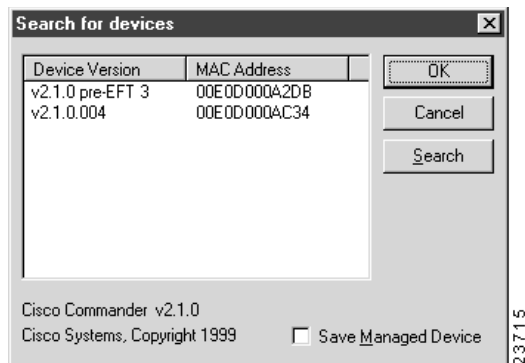 Search for devices
Device Version MAC Address
v2.1.0 pre-EFT 3 00E0D000A2DB
v2.1.0.004 00E0D000AC34
OK
Cancel
Search
Cisco Commander v2.1.0
Cisco Systems, Copyright 1999
Save Managed Device
23715